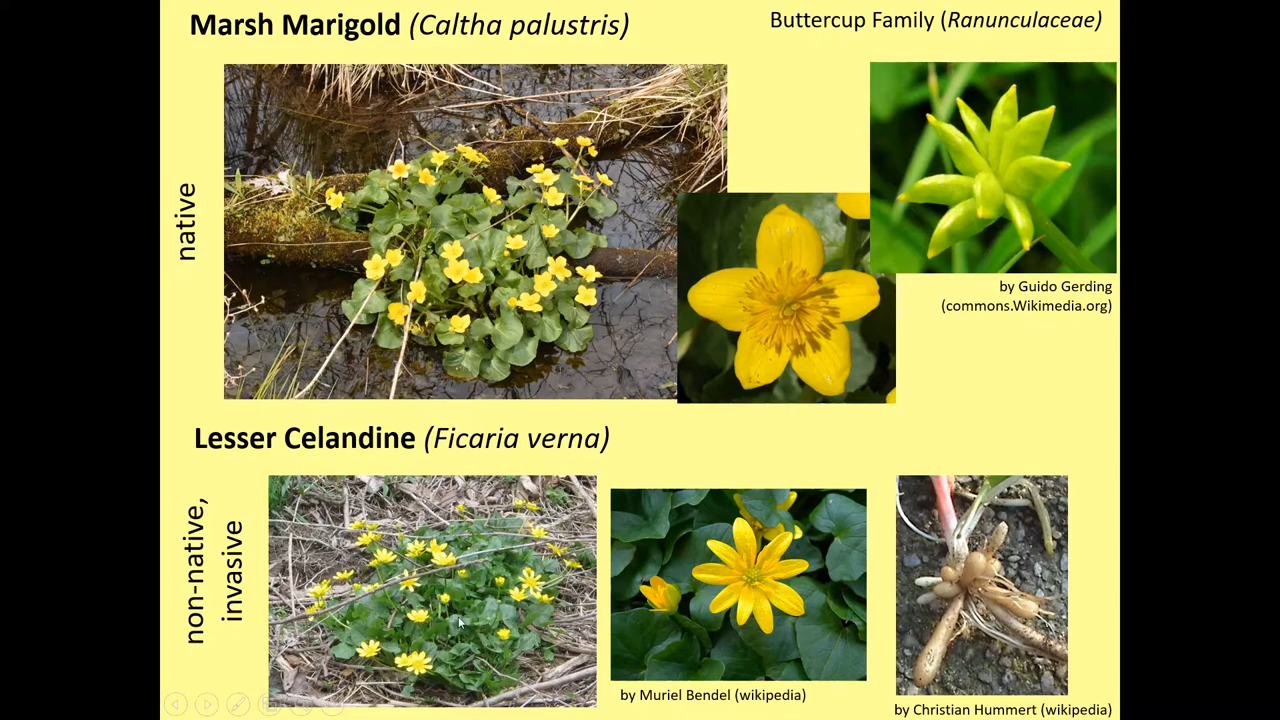 Marsh Marigold (Caltha palustris)
Buttercup Family (Ranunculaceae)
native
by Guido Gerding
(commons.Wikimedia.org)
Lesser Celandine (Ficaria verna)
non-native,
invasive
by Muriel Bendel (wikipedia)
by Christian Hummert (wikipedia)